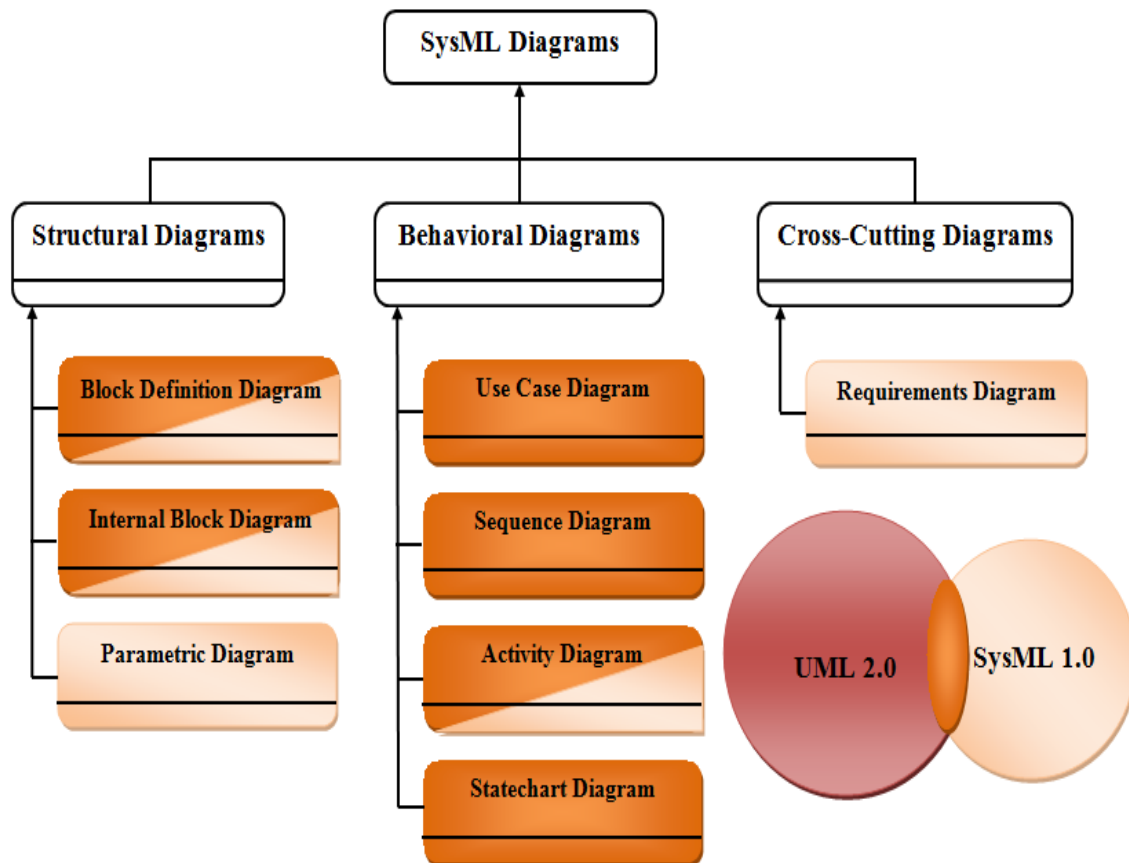 SysML Diagrams
Structural Diagrams
Behavioral Diagrams
Cross-Cutting Diagrams
Block Definition Diagram
Internal Block Diagram
Parametric Diagram
Use Case Diagram
Sequence Diagram
Activity Diagram
Statechart Diagram
Requirements Diagram
UML 2.0
SysML 1.0